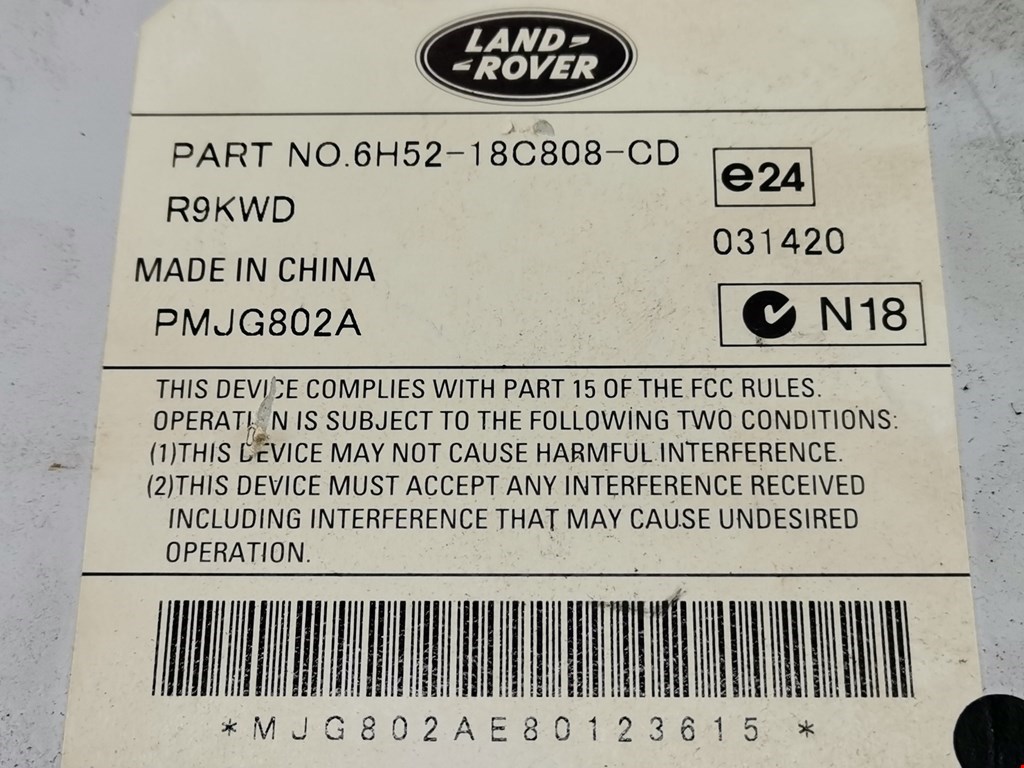 LAND-
-ROVER
PART NO.6H52-18C808-CD
e24
R9KWD
031420
MADE IN CHINA
PMJG802A
N18
THIS DEVICE COMPLIES WITH PART 15 OF THE FCC RULES.
OPERATION IS SUBJECT TO THE FOLLOWING TWO CONDITIONS:
(1)THIS DEVICE MAY NOT CAUSE HARMFUL INTERFERENCE.
(2)THIS DEVICE MUST ACCEPT ANY INTERFERENCE RECEIVED
INCLUDING INTERFERENCE THAT MAY CAUSE UNDESIRED
OPERATION.
*MJG802AE80123615*